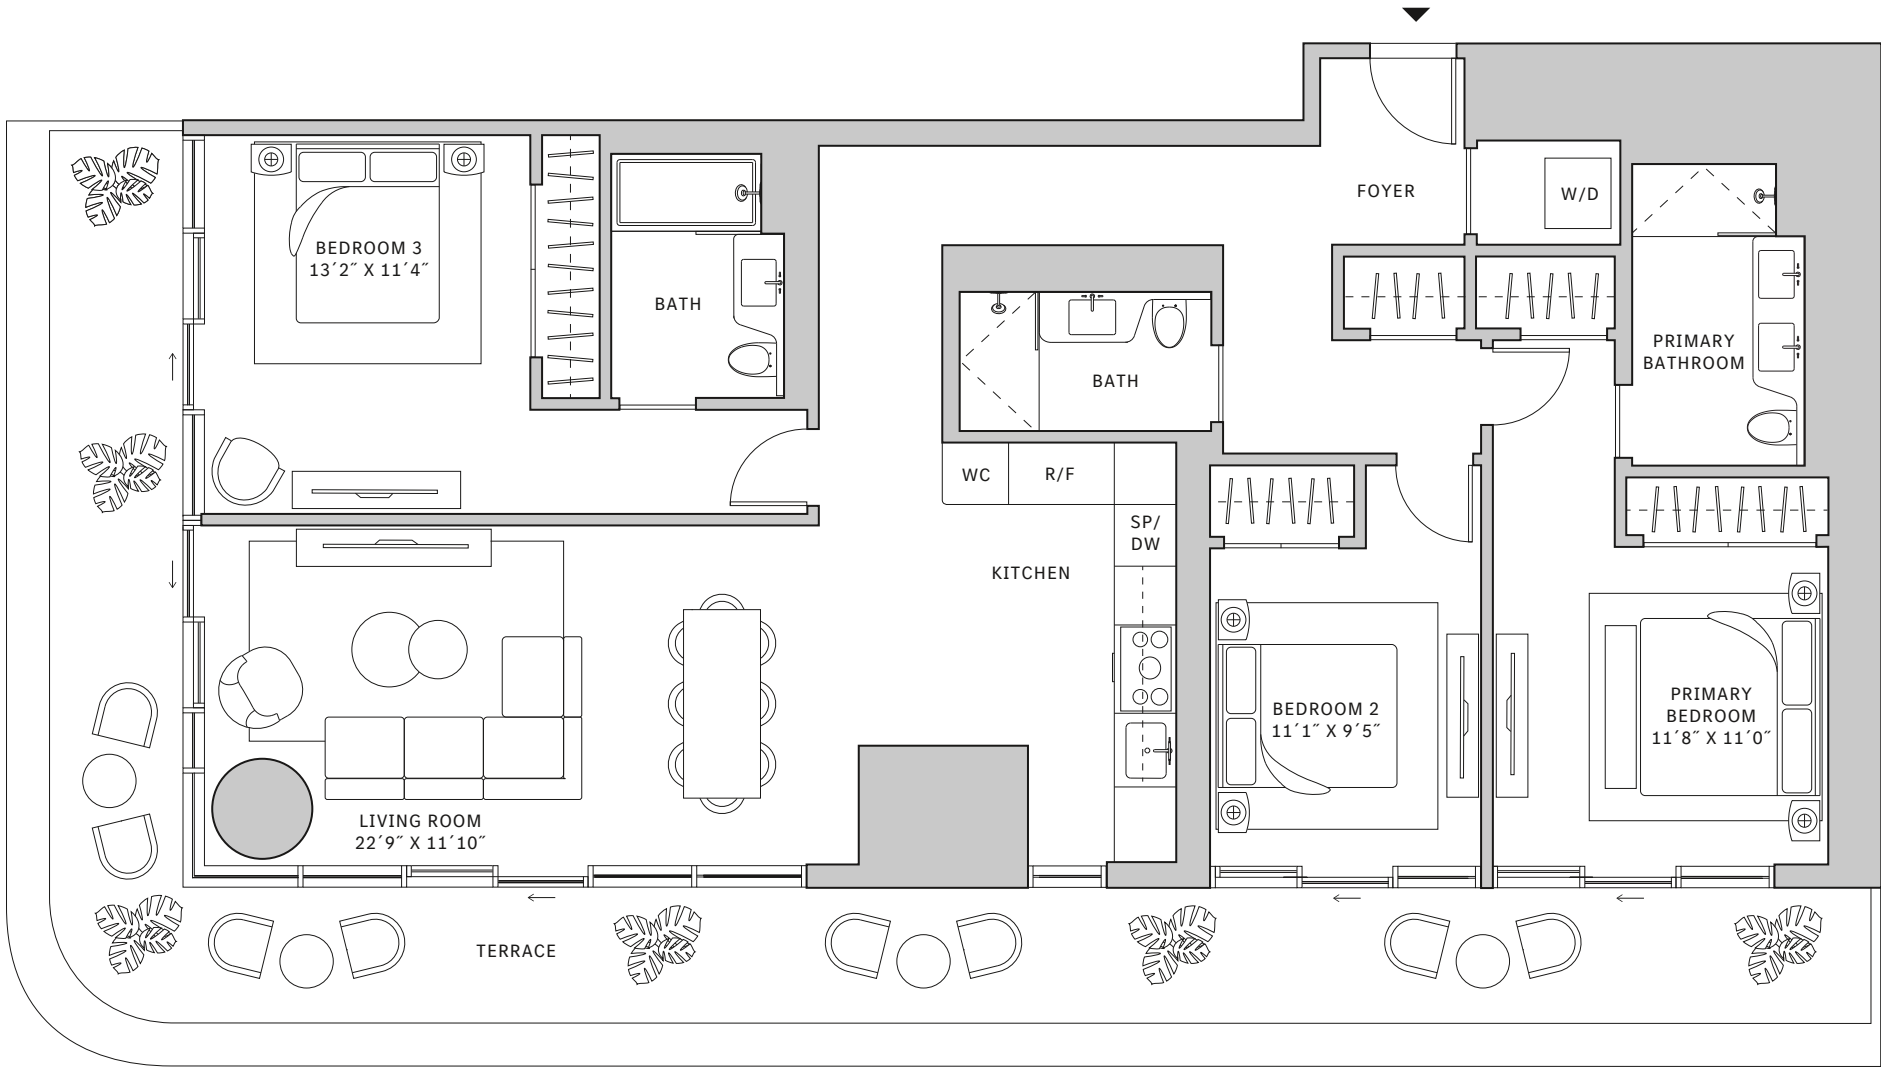 FOYER
W/D
BEDROOM 3
13´2˝ X 11´4˝
BATH
PRIMARY
BATHROOM
BATH
WC
R/F
SP/
DW
KITCHEN
BEDROOM 2
11´1˝ X 9´5˝
PRIMARY
BEDROOM
11´8˝ X 11´0˝
LIVING ROOM
22´9˝ X 11´10˝
TERRACE